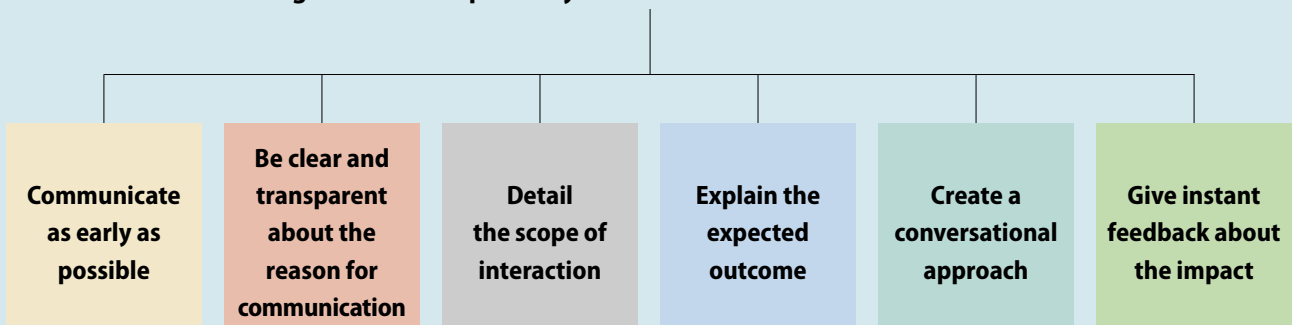 Communicate
as early as
possible
Be clear and
transparent
about the
reason for
communication
Detail
the scope of
interaction
Explain the
expected
outcome
Create a
conversational
approach
Give instant
feedback about
the impact